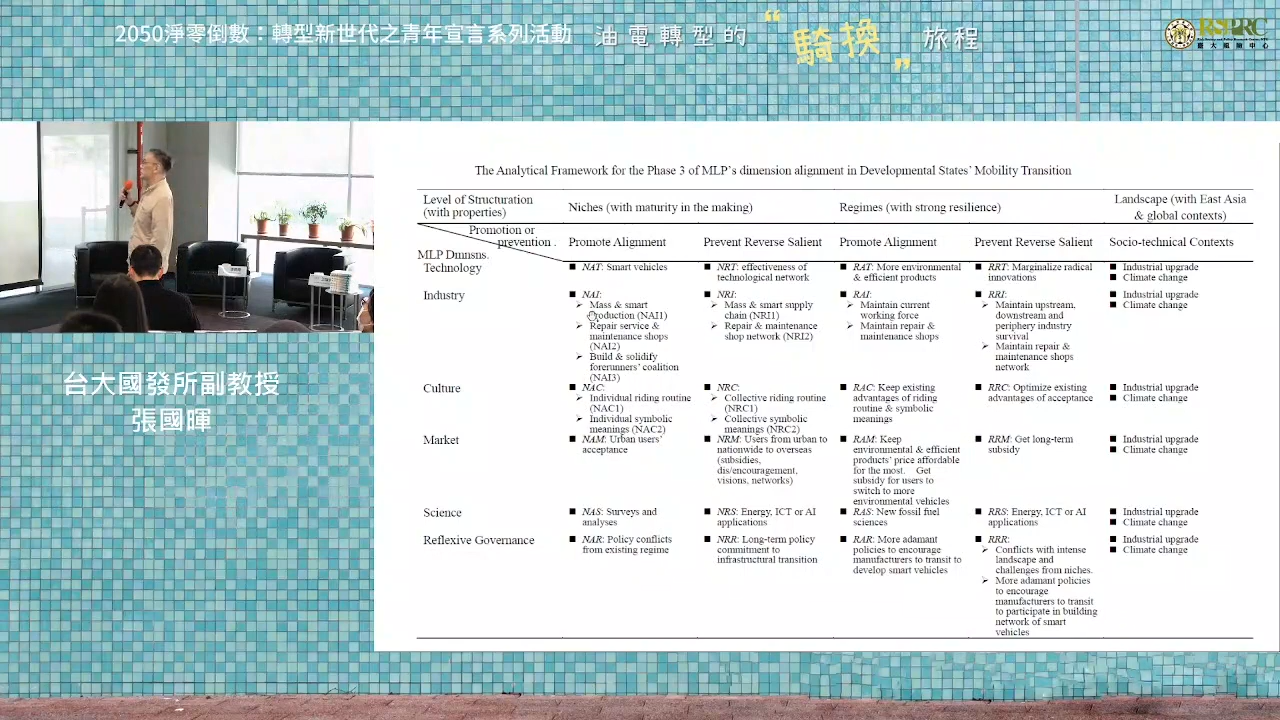 2050淨零倒數：轉型新世代之青年宣言系列活動 油電轉型的 “騎換” 旅程
RSPRC
臺大風險中心
台大國發所副教授
張國暉
The Analytical Framework for the Phase 3 of MLP’s dimension alignment in Developmental States’ Mobility Transition
Level of Structuration (with properties)
Niches (with maturity in the making)
Regimes (with strong resilience)
Landscape (with East Asia & global contexts)
Promotion or prevention .
MLP Dmnsns.
Promote Alignment
Prevent Reverse Salient
Promote Alignment
Prevent Reverse Salient
Socio-technical Contexts
Technology
■ NAT: Smart vehicles
■ NRT: effectiveness of
technological network
■ RAT: More environmental
& efficient products
■ RRT: Marginalize radical
innovations
■ Industrial upgrade
■ Climate change
Industry
■ NAI:
➢ Mass & smart
production (NAI1)
➢ Repair service &
maintenance shops
(NAI2)
➢ Build & solidify
forerunners’ coalition
(NAI3)
■ NRI:
➢ Mass & smart supply
chain (NRI1)
➢ Repair & maintenance
shop network (NRI2)
■ RAI:
➢ Maintain current
working force
➢ Maintain repair &
maintenance shops
■ RRI:
➢ Maintain upstream,
downstream and
periphery industry
survival
➢ Maintain repair &
maintenance shops
network
■ Industrial upgrade
■ Climate change
Culture
■ NAC:
➢ Individual riding routine
(NAC1)
➢ Individual symbolic
meanings (NAC2)
■ NRC:
➢ Collective riding routine
(NRC1)
➢ Collective symbolic
meanings (NRC2)
■ RAC: Keep existing
advantages of riding
routine & symbolic
meanings
■ RRC: Optimize existing
advantages of acceptance
■ Industrial upgrade
■ Climate change
Market
■ NAM: Urban users’
acceptance
■ NRM: Users from urban to
nationwide to overseas
(subsidies,
dis/encouragement,
visions, networks)
■ RAM: Keep
environmental & efficient
products’ price affordable
for the most. Get
subsidy for users to
switch to more
environmental vehicles
■ RRM: Get long-term
subsidy
■ Industrial upgrade
■ Climate change
Science
■ NAS: Surveys and
analyses
■ NRS: Energy, ICT or AI
applications
■ RAS: New fossil fuel
sciences
■ RRS: Energy, ICT or AI
applications
■ Industrial upgrade
■ Climate change
Reflexive Governance
■ NAR: Policy conflicts
from existing regime
■ NRR: Long-term policy
commitment to
infrastructural transition
■ RAR: More adamant
policies to encourage
manufacturers to transit to
develop smart vehicles
■ RRR:
➢ Conflicts with intense
landscape and
challenges from niches.
➢ More adamant policies
to encourage
manufacturers to transit
to participate in building
network of smart
vehicles
■ Industrial upgrade
■ Climate change